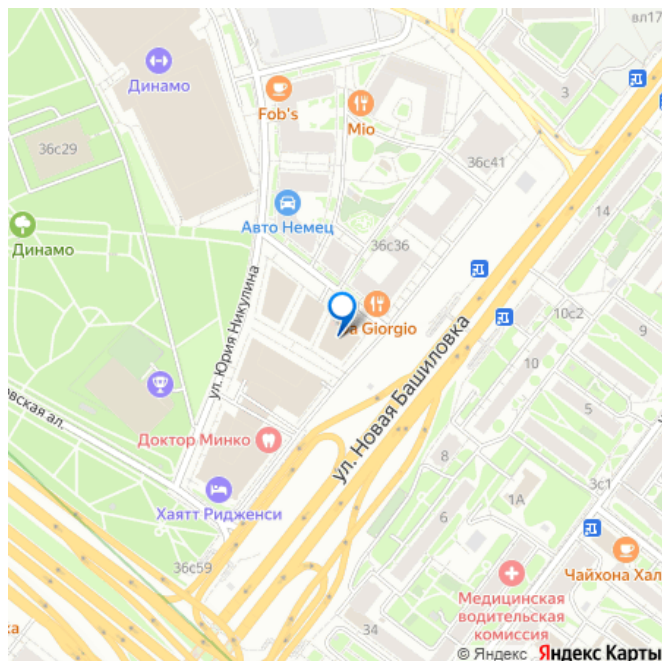 вл17
Динамо
3
Fob's
Mio
36с29
36с41
14
Авто Немец
36с36
Динамо
10с2
9
ул. Юрия Никулина
Giorgio
10
ул. Новая Башиловка
5
вская ал.
Доктор Минко
8
3с1
1А
Хаятт Ридженси
6
Чайхона Хал
36с59
Медицинская
водительская
комиссия
34
ка
© Яндекс Яндекс Карты